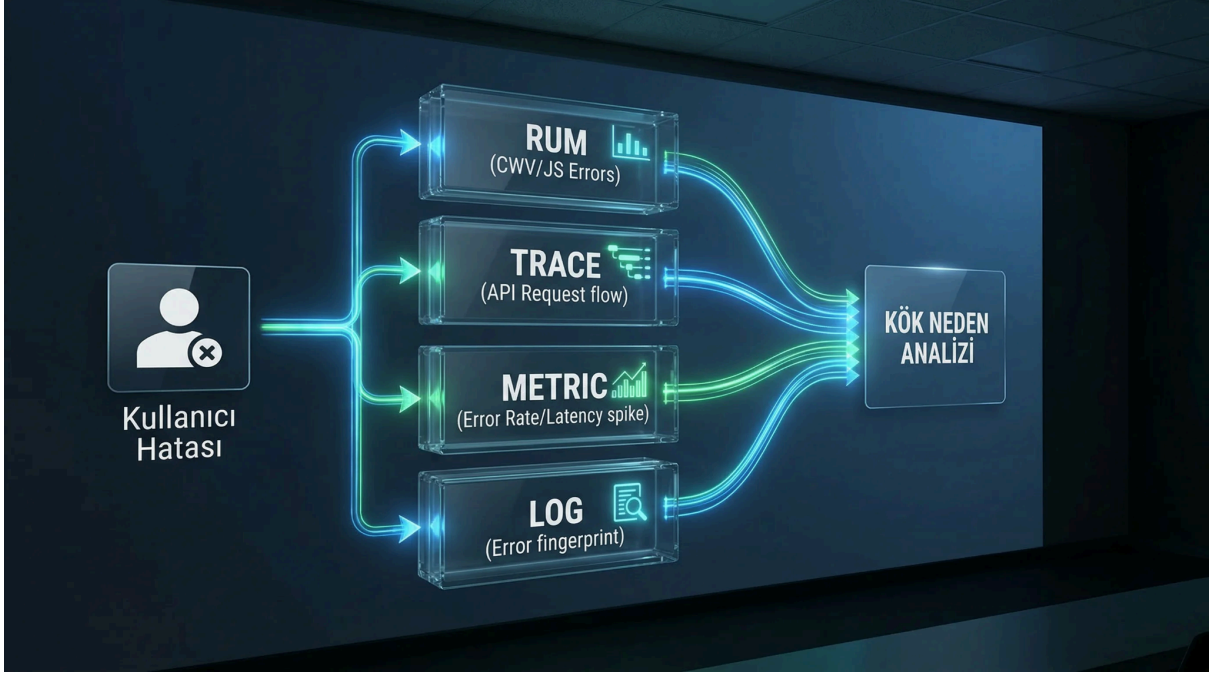 Kullanıcı
Hatası
RUM
(CWV/JS Errors)
TRACE
(API Request flow)
METRIC
(Error Rate/Latency spike)
LOG
(Error fingerprint)
KÖK NEDEN
ANALİZİ